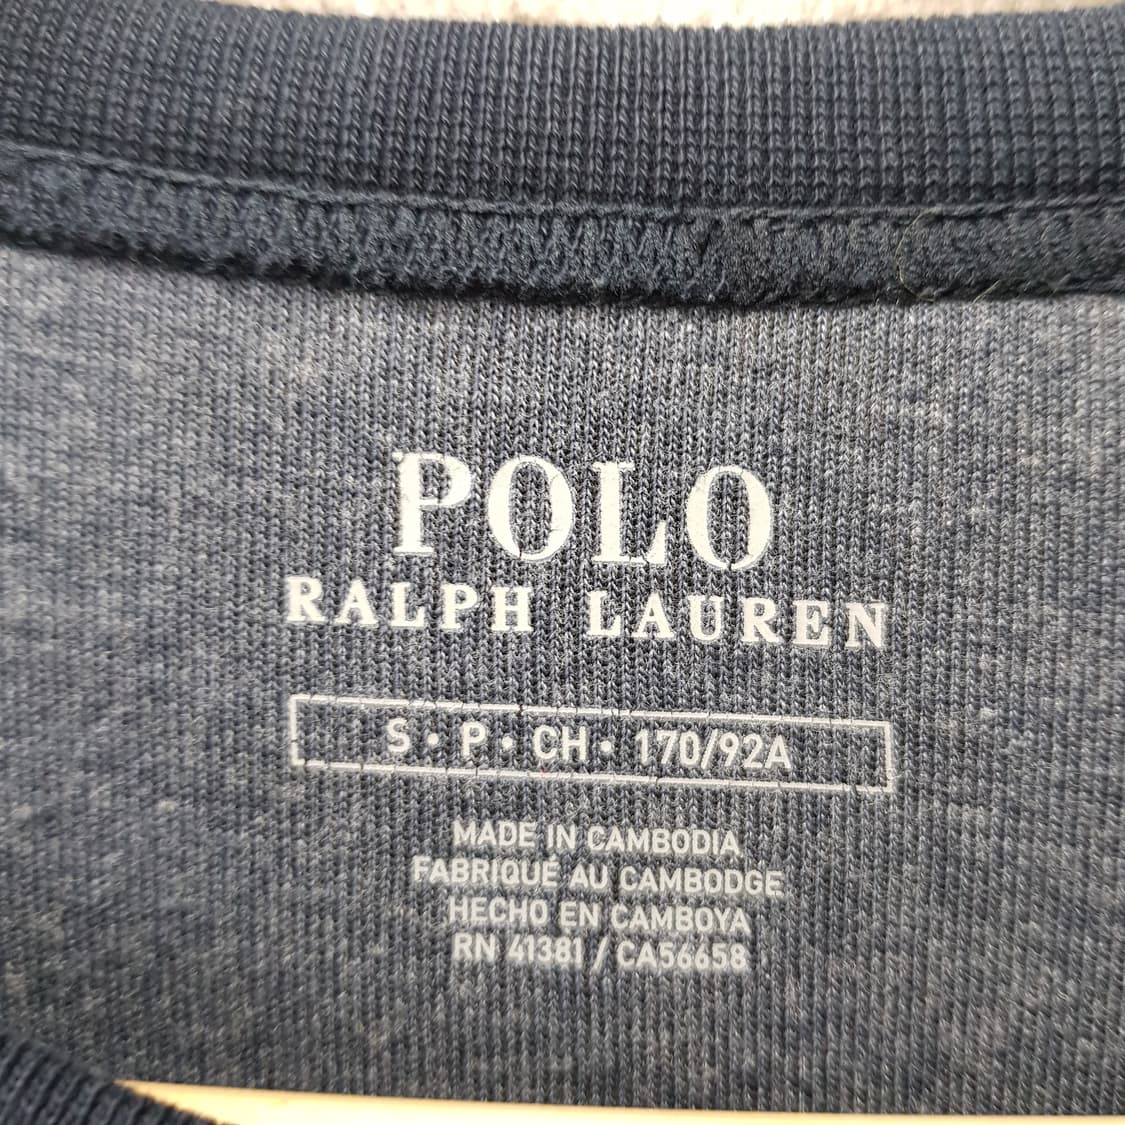 POLO
RALPH LAUREN
S • P • CH • 170/92A
MADE IN CAMBODIA
FABRIQUÉ AU CAMBODGE
HECHO EN CAMBOYA
RN 41381 / CA56658